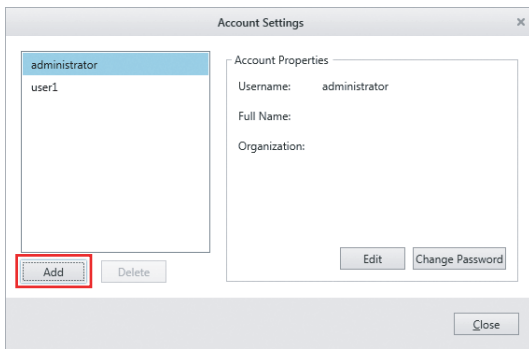 Account Settings
administrator
user1
Add
Delete
Account Properties
Username: administrator
Full Name:
Organization:
Edit
Change Password
Close